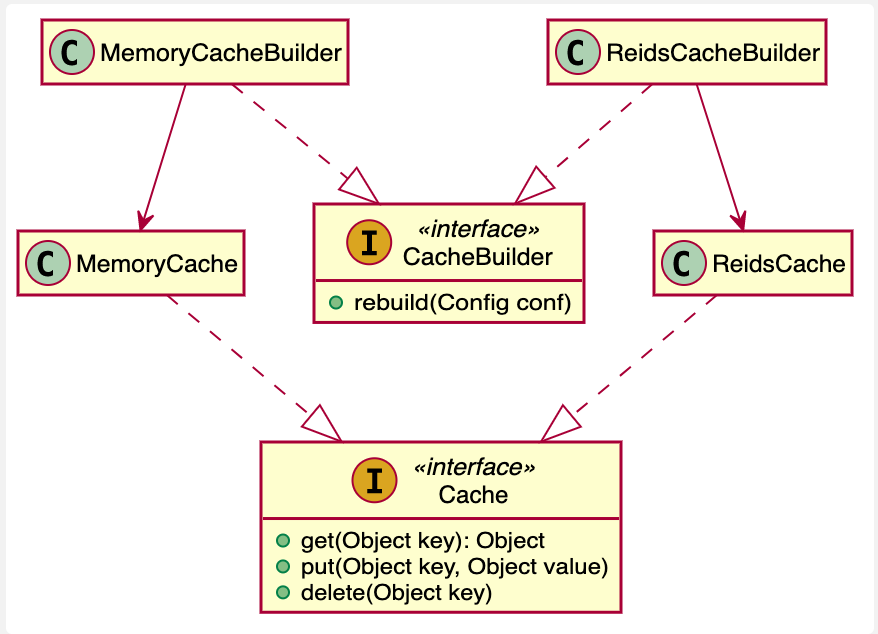 C MemoryCacheBuilder
C ReidsCacheBuilder
«interface»
I
CacheBuilder
rebuild(Config conf)
C MemoryCache
C ReidsCache
«interface»
I
Cache
get(Object key): Object
put(Object key, Object value)
delete(Object key)